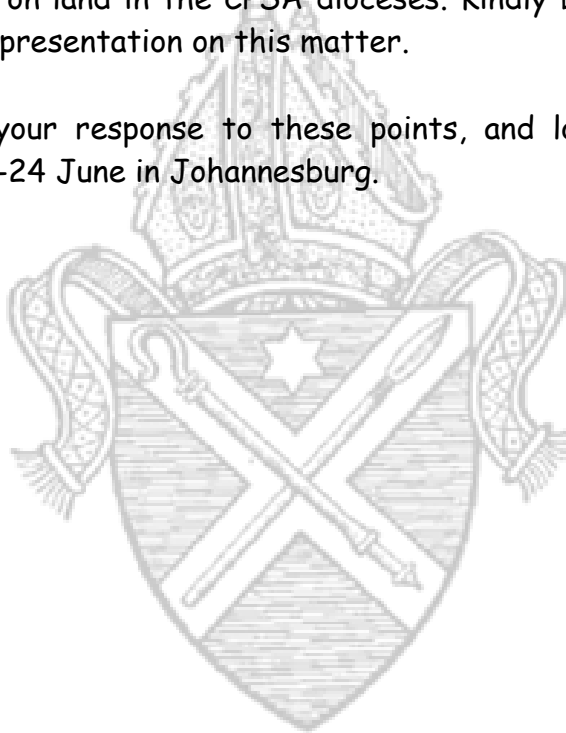 on land in the CPSA dioceses. Kindly
presentation on this matter.
your response to these points, and
-24 June in Johannesburg.